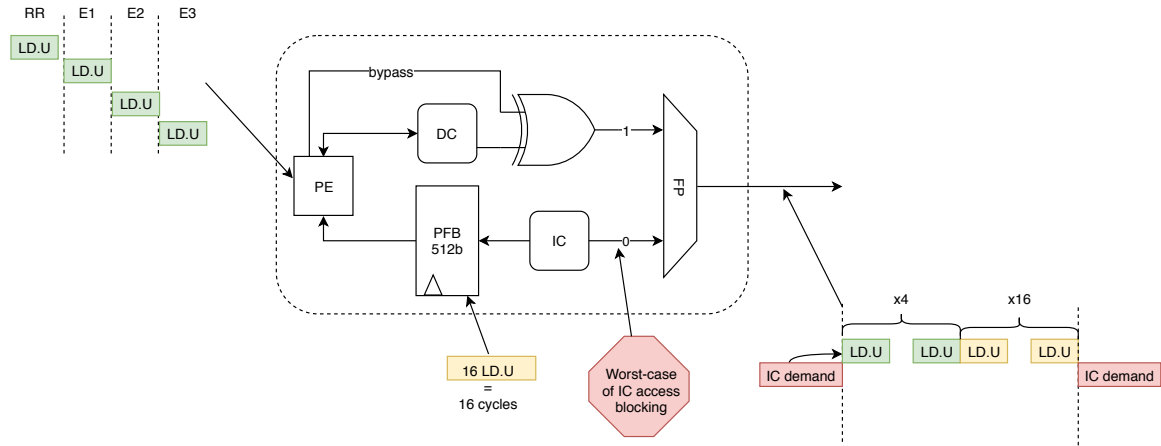 RR E1 E2 E3
LD.U
LD.U
LD.U
LD.U
bypass
DC
1
PE
FP
PFB
512b
IC
0
x4
x16
16 LD.U
=
16 cycles
Worst-case
of IC access
blocking
LD.U LD.U LD.U LD.U
IC demand IC demand